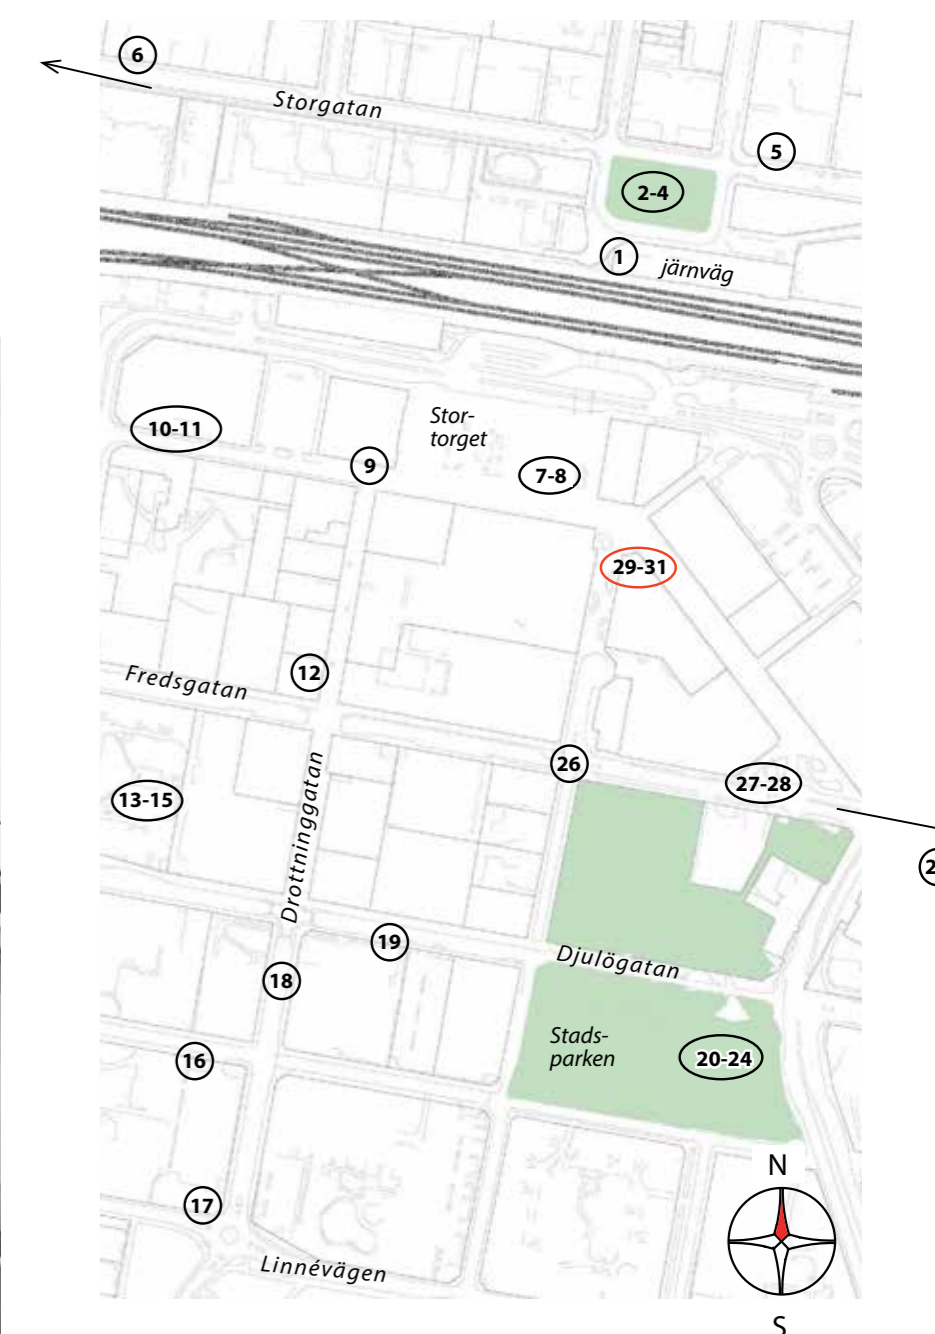 6
Storgatan
5
2-4
1
järnväg
Stor-
torget
10-11
9
7-8
29-31
12
Fredsgatan
26
27-28
13-15
Drottninggatan
19
Djulögatan
18
Stads-
parken
20-24
16
N
17
Linnévägen
S